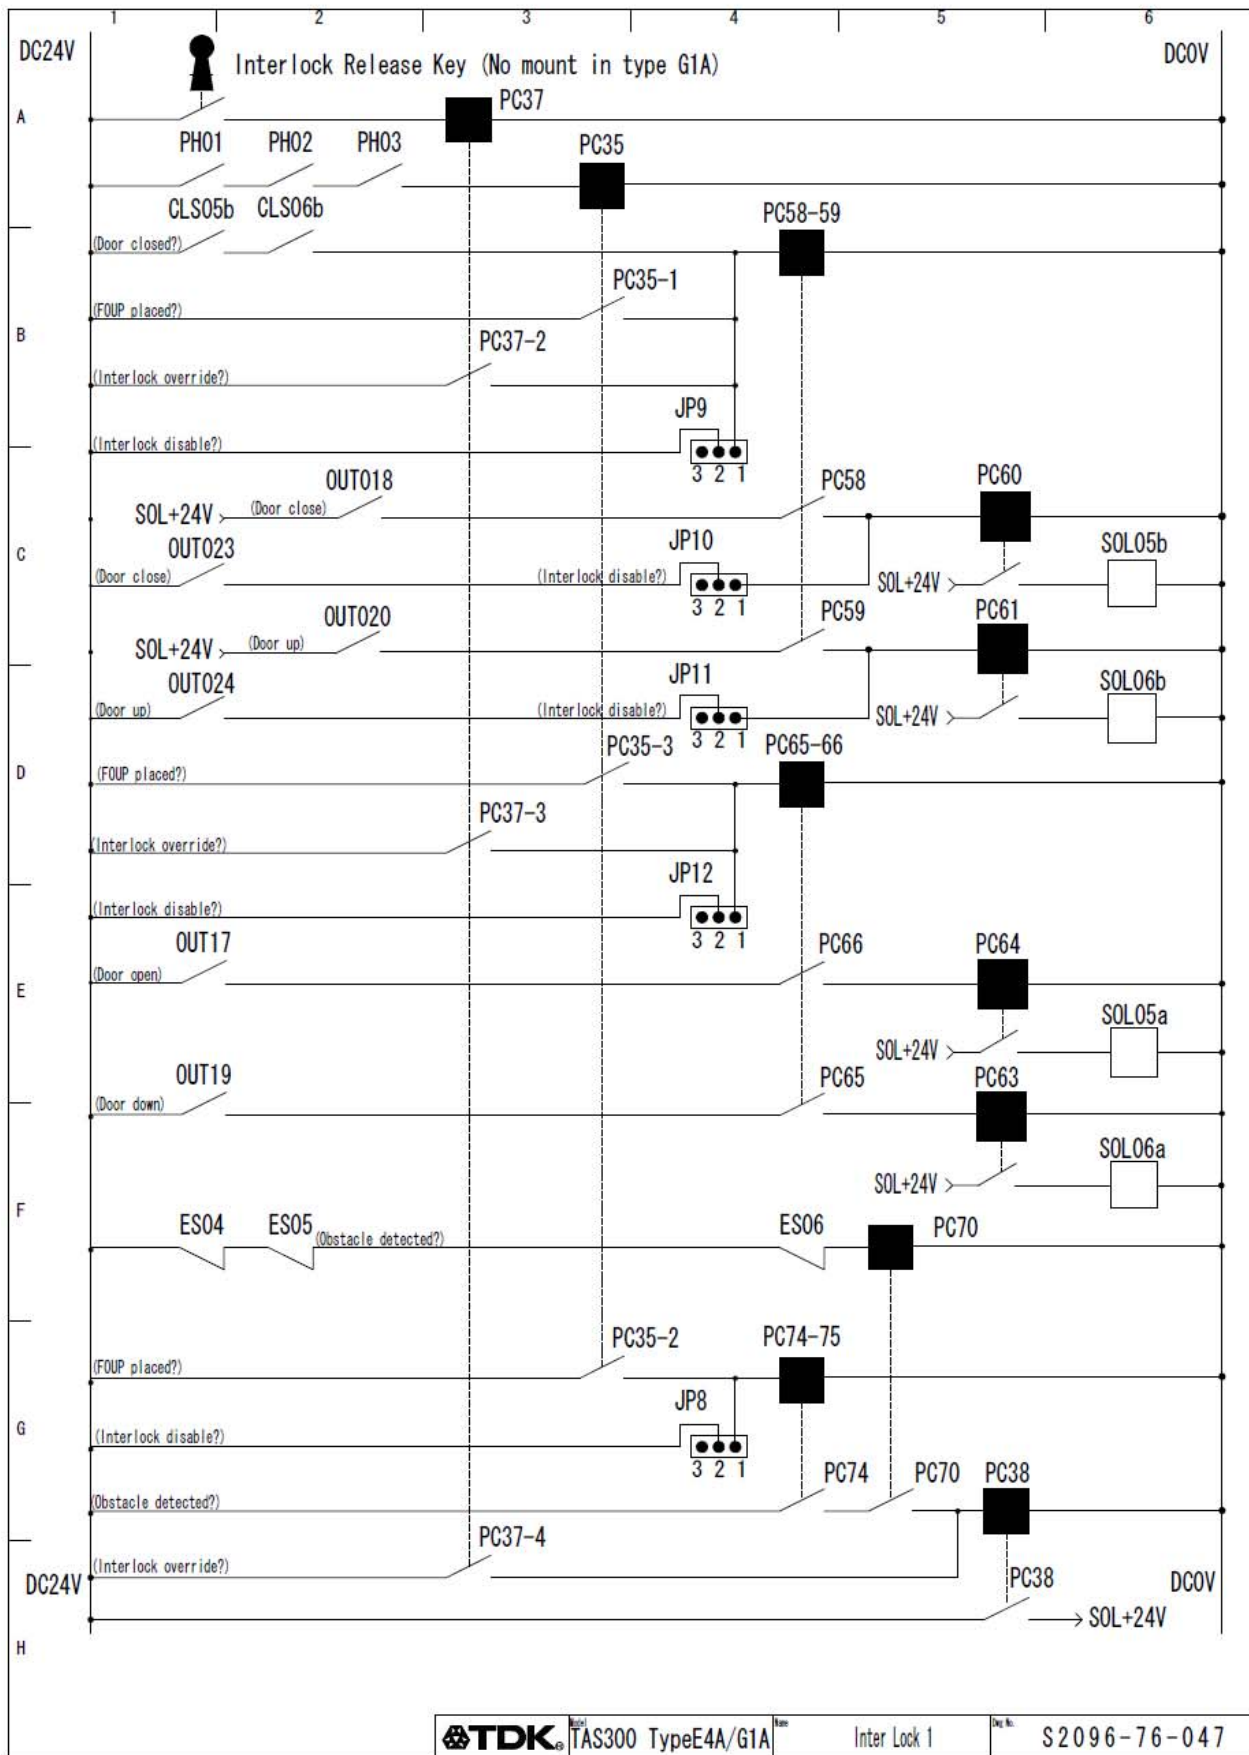 1 2 3 4 5 6
DC24V DC0V
Interlock Release Key (No mount in type G1A)
A
PC37
PH01 PH02 PH03 PC35
CLS05b CLS06b PC58-59
(Door closed?)
PC35-1
(FOUP placed?)
B
PC37-2
(Interlock override?)
JP9
(Interlock disable?)
3 2 1
OUT018 PC58 PC60
SOL+24V (Door close)
OUT023 JP10 SOL05b
C
(Door close) (Interlock disable?) SOL+24V
3 2 1
OUT020 PC59 PC61
SOL+24V (Door up)
OUT024 JP11 SOL06b
(Door up) (Interlock disable?) SOL+24V
3 2 1
PC35-3 PC65-66
D
(FOUP placed?)
PC37-3
(Interlock override?)
JP12
(Interlock disable?)
3 2 1
OUT17 PC66 PC64
(Door open)
E
SOL05a
SOL+24V
OUT19 PC65 PC63
(Door down)
SOL06a
SOL+24V
F
ES04 ES05 ES06 PC70
(Obstacle detected?)
PC35-2 PC74-75
(FOUP placed?)
JP8
G
(Interlock disable?)
3 2 1
PC74 PC70 PC38
(Obstacle detected?)
PC37-4
(Interlock override?)
DC24V PC38 DC0V
SOL+24V
H
TDK® Model TAS300 TypeE4A/G1A Name Inter Lock 1 Dwg No. S2096-76-047